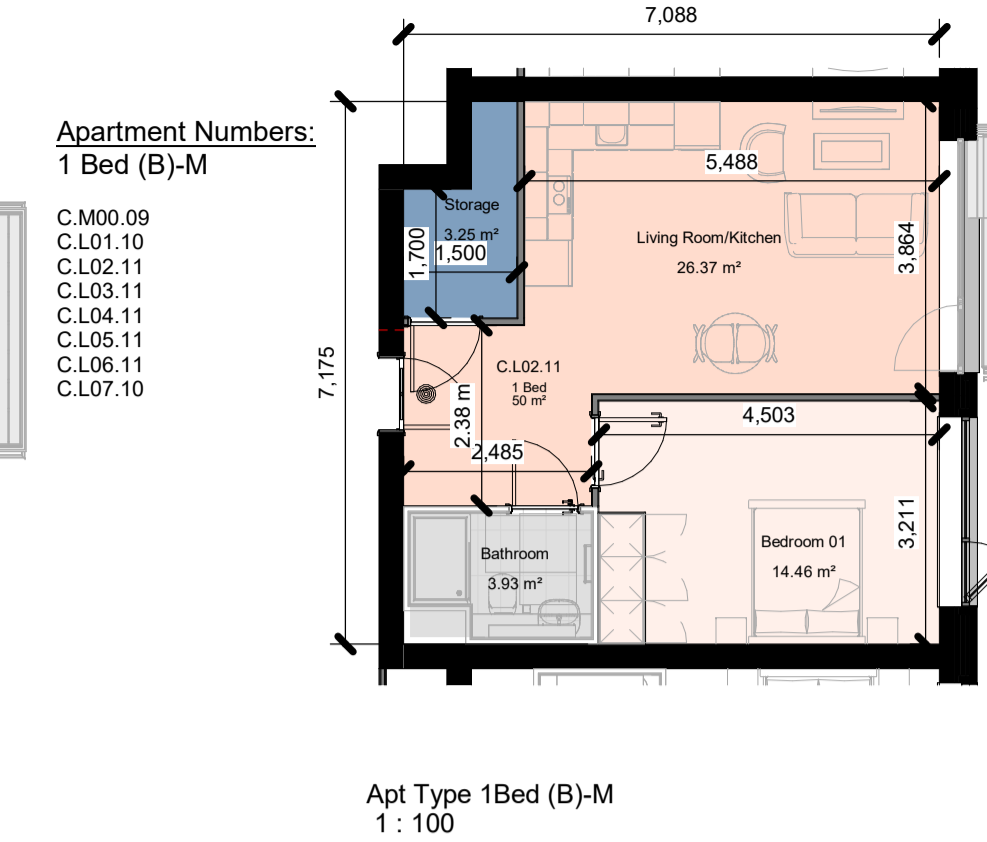 7,088
Apartment Numbers:
1 Bed (B)-M
C.M00.09
C.L01.10
C.L02.11
C.L03.11
C.L04.11
C.L05.11
C.L06.11
C.L07.10
7,175
5,488
Storage
3.25 m²
1,700
1,500
Living Room/Kitchen
26.37 m²
3,864
C.L02.11
1 Bed
50 m²
2.38 m
2,485
4,503
Bathroom
3.93 m²
Bedroom 01
14.46 m²
3,211
Apt Type 1Bed (B)-M
1 : 100